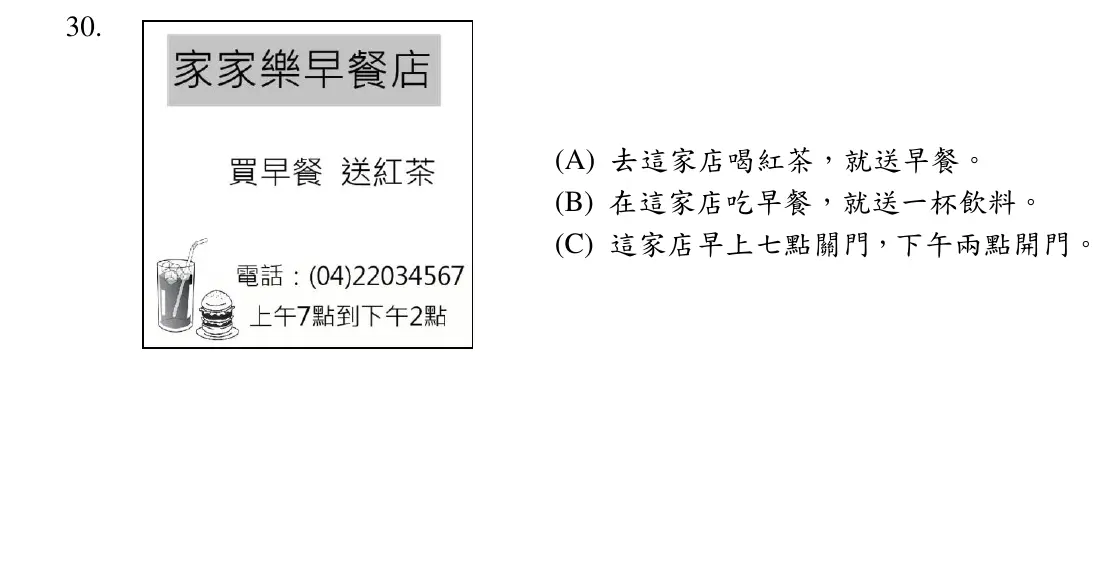 30.
家家樂早餐店
買早餐 送紅茶
電話：(04)22034567
上午7點到下午2點
(A) 去這家店喝紅茶，就送早餐。
(B) 在這家店吃早餐，就送一杯飲料。
(C) 這家店早上七點關門，下午兩點開門。